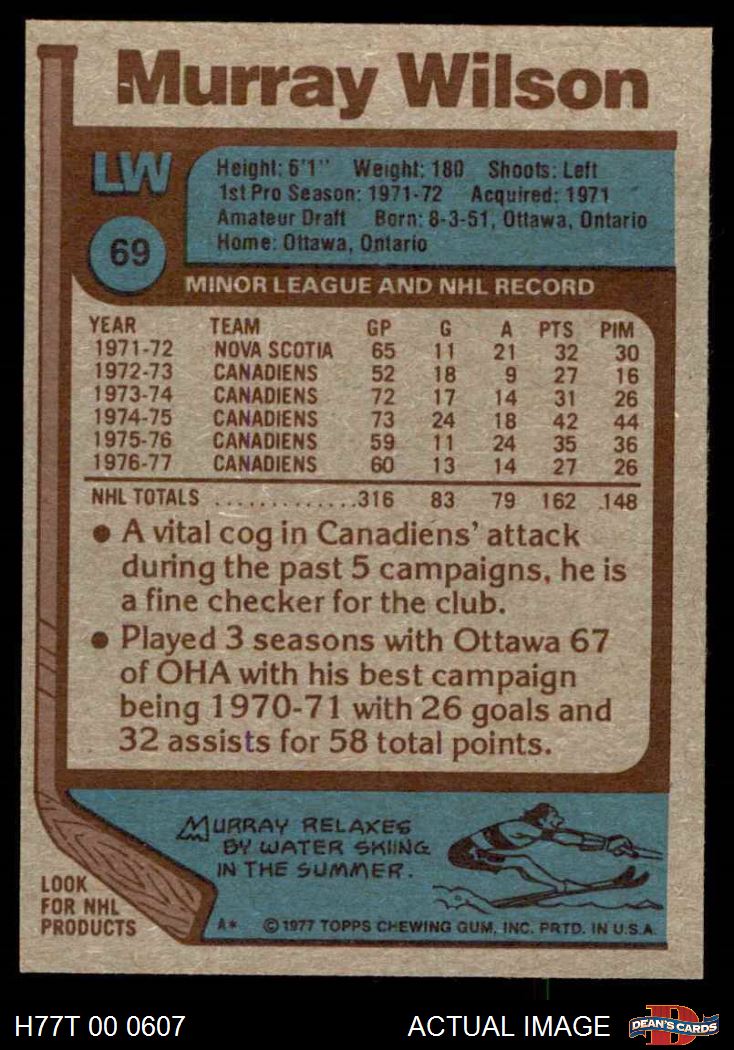 Murray Wilson
LW
69
Height: 6'1" Weight: 180 Shoots: Left
1st Pro Season: 1971-72 Acquired: 1971
Amateur Draft Born: 8-3-51, Ottawa, Ontario
Home: Ottawa, Ontario
MINOR LEAGUE AND NHL RECORD
YEAR TEAM GP G A PTS PIM
1971-72 NOVA SCOTIA 65 11 21 32 30
1972-73 CANADIENS 52 18 9 27 16
1973-74 CANADIENS 72 17 14 31 26
1974-75 CANADIENS 73 24 18 42 44
1975-76 CANADIENS 59 11 24 35 36
1976-77 CANADIENS 60 13 14 27 26
NHL TOTALS .............316 83 79 162 148
● A vital cog in Canadiens' attack
during the past 5 campaigns, he is
a fine checker for the club.
● Played 3 seasons with Ottawa 67
of OHA with his best campaign
being 1970-71 with 26 goals and
32 assists for 58 total points.
MURRAY RELAXES
BY WATER SKIING
IN THE SUMMER.
LOOK
FOR NHL
PRODUCTS
A* © 1977 TOPPS CHEWING GUM, INC. PRTD. IN U.S.A.
H77T 00 0607 ACTUAL IMAGE
DEAN'S CARDS